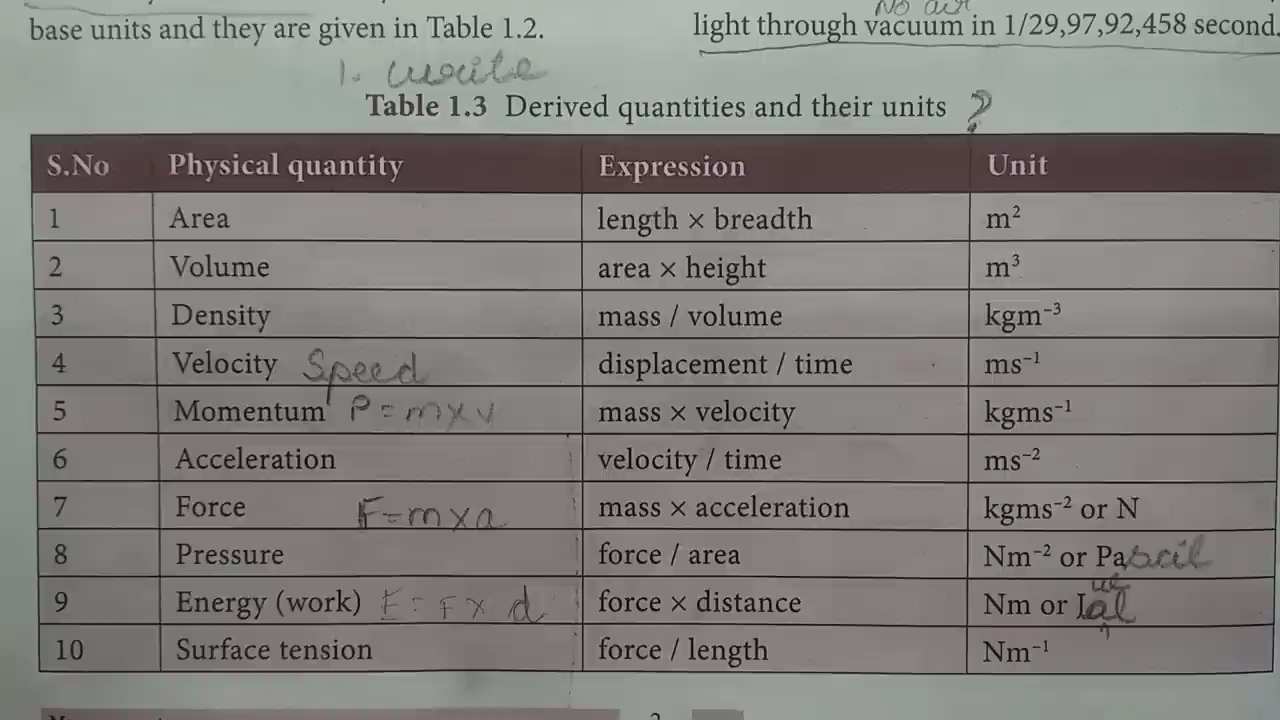 base units and they are given in Table 1.2.
No air
light through vacuum in 1/29,97,92,458 second.
1. write
Table 1.3 Derived quantities and their units ?
S.No Physical quantity Expression Unit
1 Area length × breadth m²
2 Volume area × height m³
3 Density mass / volume kgm⁻³
4 Velocity Speed displacement / time ms⁻¹
5 Momentum P = m×v mass × velocity kgms⁻¹
6 Acceleration velocity / time ms⁻²
7 Force F=m×a mass × acceleration kgms⁻² or N
8 Pressure force / area Nm⁻² or Pascil
9 Energy (work) E = F × d force × distance Nm or J
10 Surface tension force / length Nm⁻¹